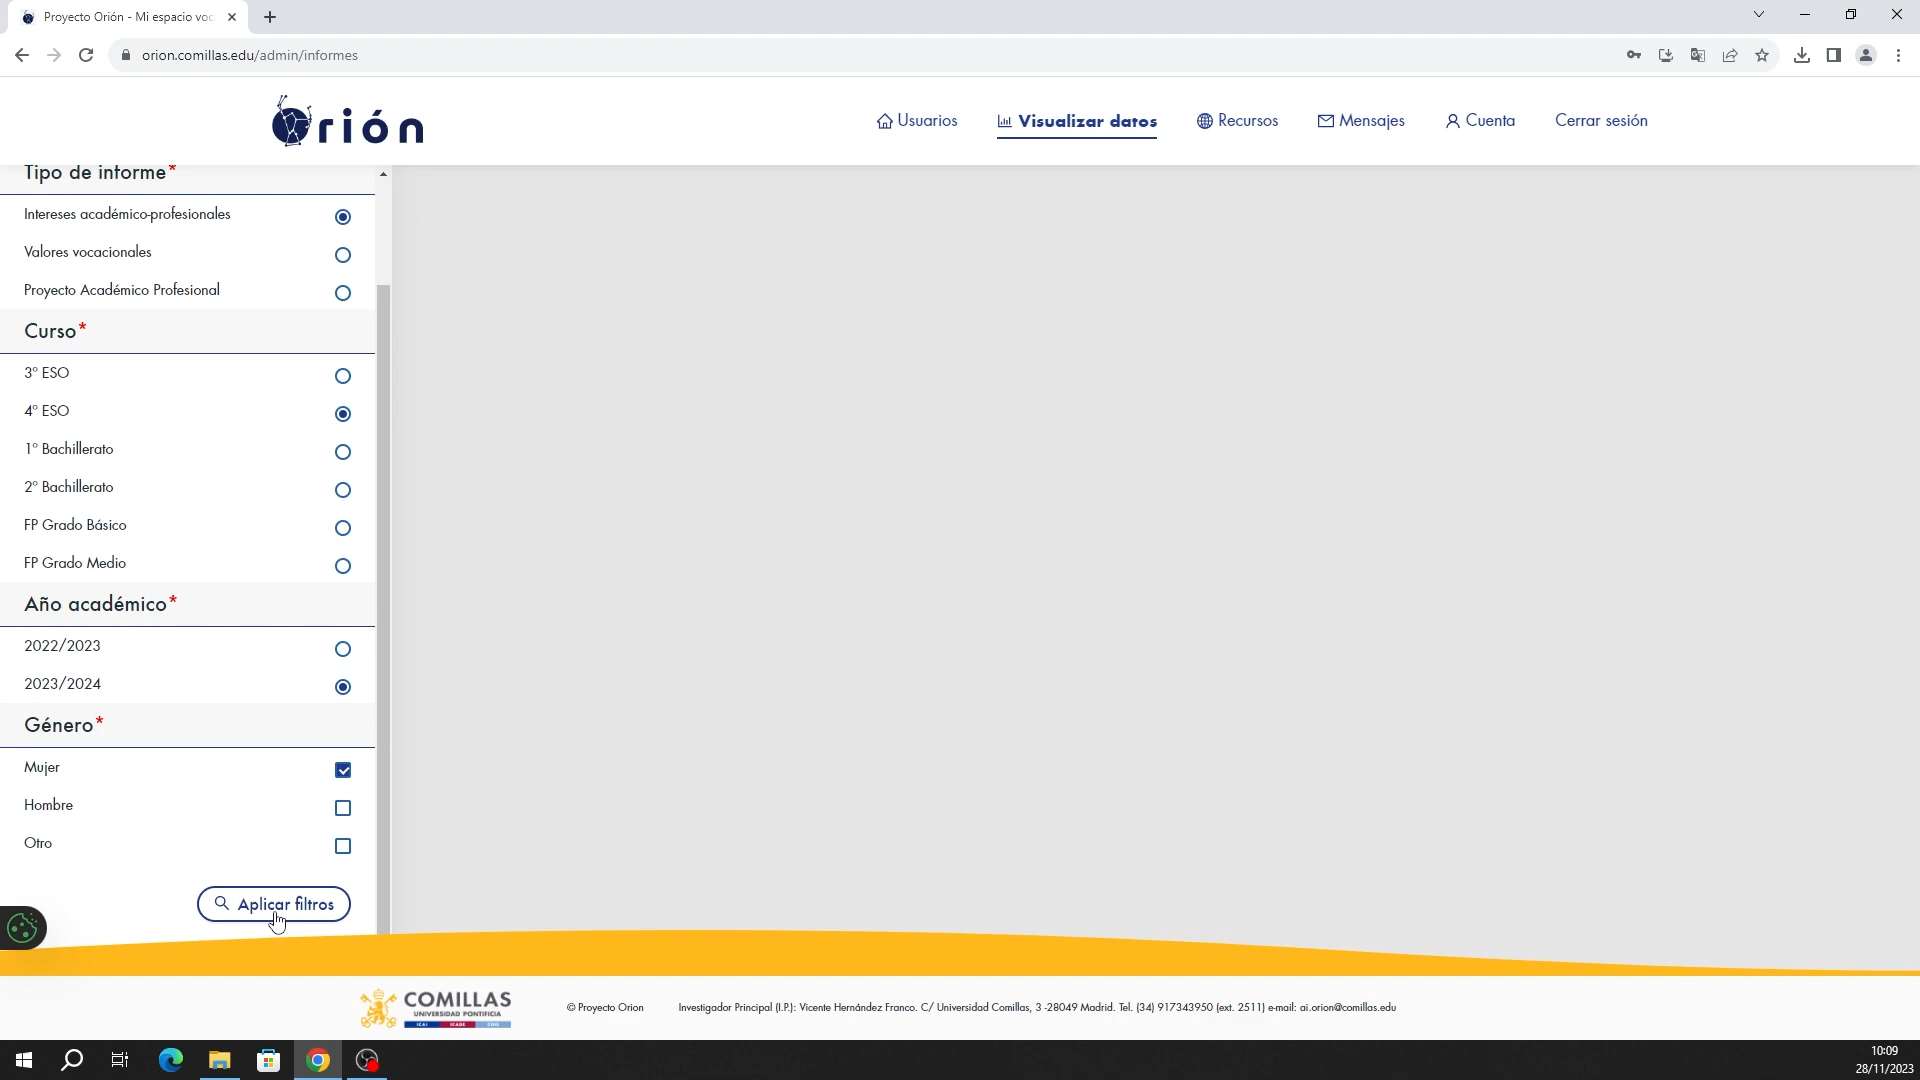 Proyecto Orión - Mi espacio voc
orion.comillas.edu/admin/informes
Orión
Usuarios
Visualizar datos
Recursos
Mensajes
Cuenta
Cerrar sesión
Tipo de informe*
Intereses académico-profesionales
Valores vocacionales
Proyecto Académico Profesional
Curso*
3º ESO
4º ESO
1º Bachillerato
2º Bachillerato
FP Grado Básico
FP Grado Medio
Año académico*
2022/2023
2023/2024
Género*
Mujer
Hombre
Otro
Aplicar filtros
COMILLAS
UNIVERSIDAD PONTIFICIA
ICAI ICADE CIHS
© Proyecto Orion
Investigador Principal (I.P.): Vicente Hernández Franco. C/ Universidad Comillas, 3 -28049 Madrid. Tel. (34) 917343950 (ext. 2511) e-mail: ai.orion@comillas.edu
10:09
28/11/2023